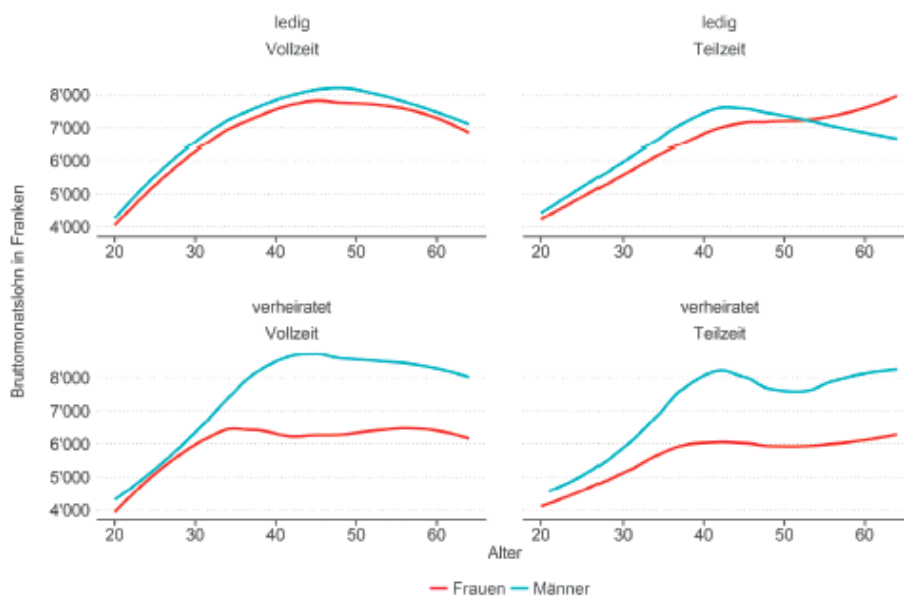 ledig
Vollzeit
ledig
Teilzeit
8'000
7'000
6'000
5'000
4'000
20 30 40 50 60
20 30 40 50 60
Bruttomonatslohn in Franken
verheiratet
Vollzeit
verheiratet
Teilzeit
8'000
7'000
6'000
5'000
4'000
20 30 40 50 60
20 30 40 50 60
Alter
Frauen Männer